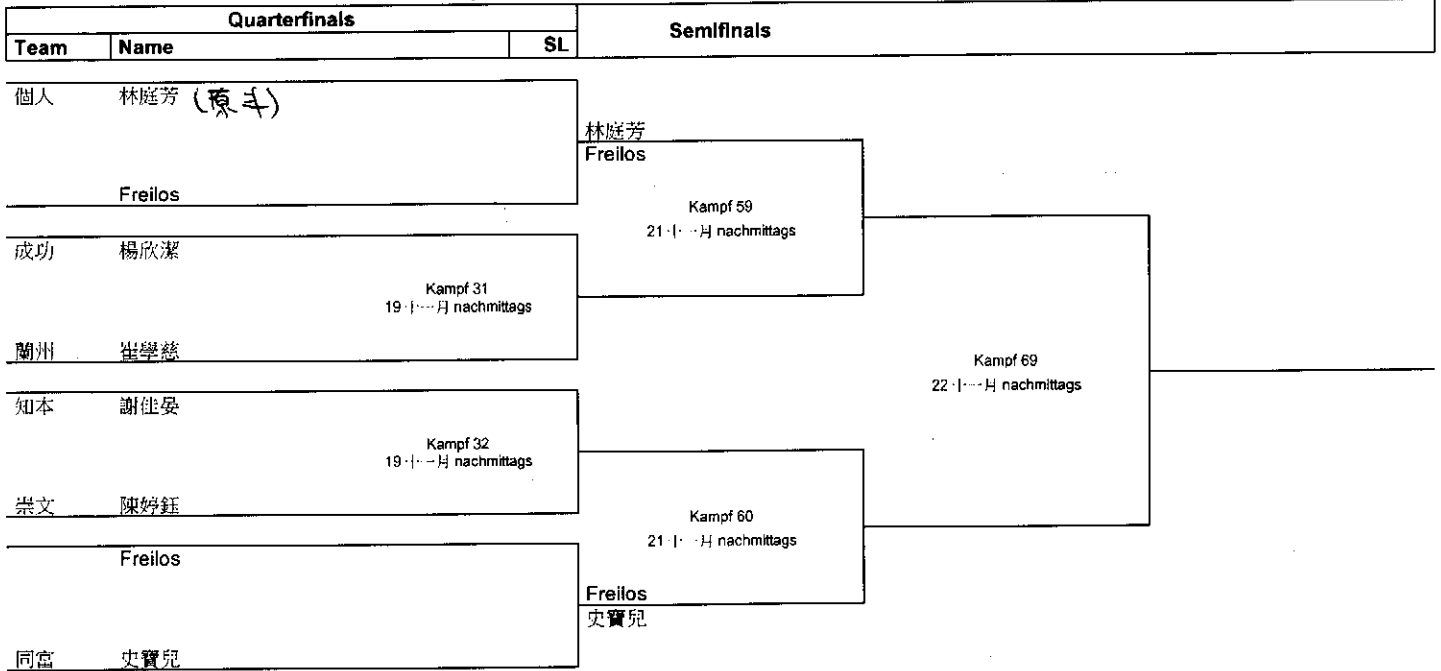 Quarterfinals
Semifinals
Team Name SL
個人 林庭芳
林庭芳
Freilos
Freilos
Kampf 59
21 十一月 nachmittags
成功 楊欣潔
Kampf 31
19 十一月 nachmittags
蘭州 崔學慈
Kampf 69
22 十一月 nachmittags
知本 謝佳晏
Kampf 32
19 十一月 nachmittags
崇文 陳婷鈺
Kampf 60
21 十一月 nachmittags
Freilos
Freilos
史寶兒
同富 史寶兒